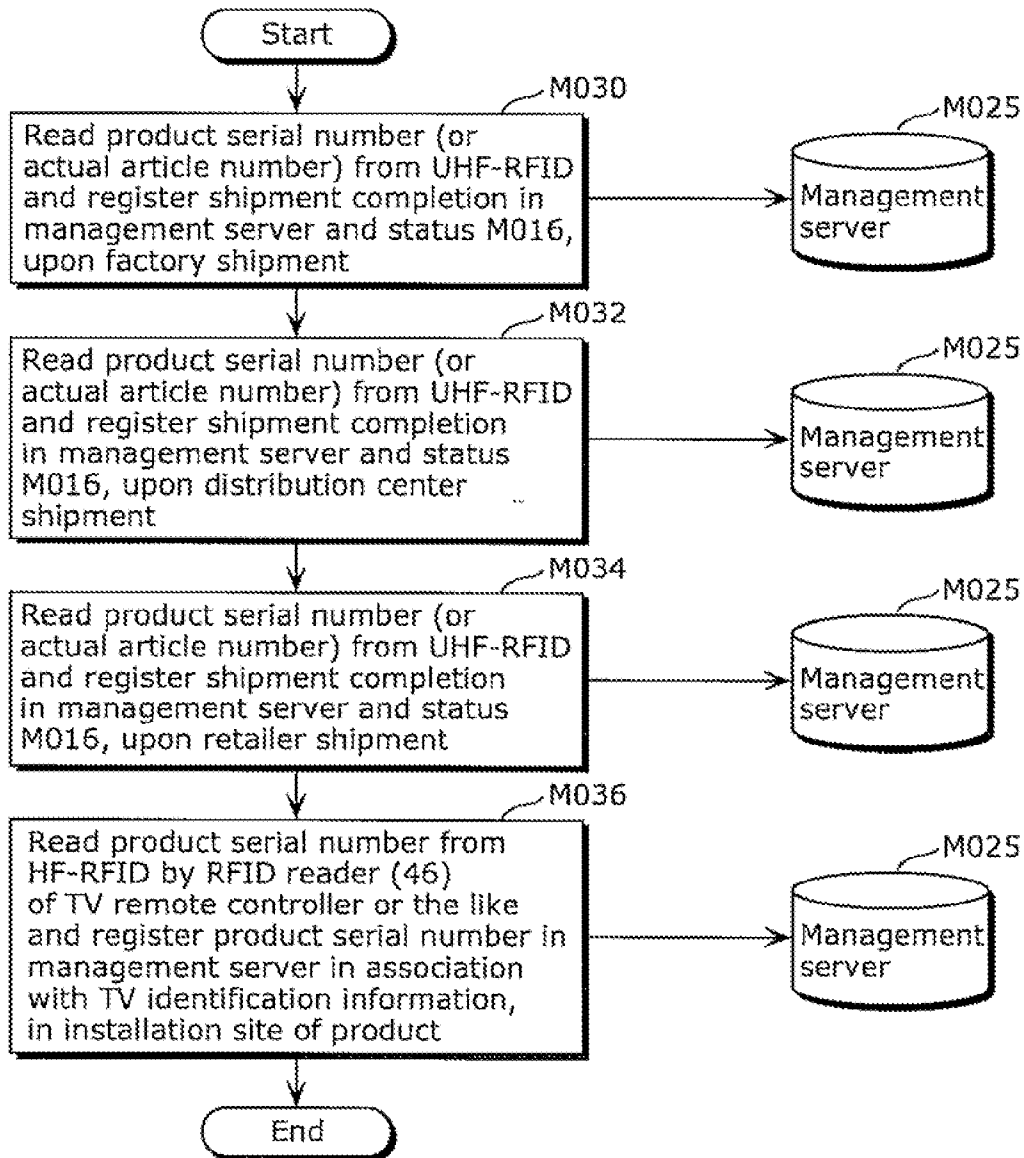 Start
M030
Read product serial number (or
actual article number) from UHF-RFID
and register shipment completion in
management server and status M016,
upon factory shipment
M025
Management
server
M032
Read product serial number (or
actual article number) from UHF-RFID
and register shipment completion
in management server and status
M016, upon distribution center
shipment
M025
Management
server
M034
Read product serial number (or
actual article number) from UHF-RFID
and register shipment completion
in management server and status
M016, upon retailer shipment
M025
Management
server
M036
Read product serial number from
HF-RFID by RFID reader (46)
of TV remote controller or the like
and register product serial number in
management server in association
with TV identification information,
in installation site of product
M025
Management
server
End